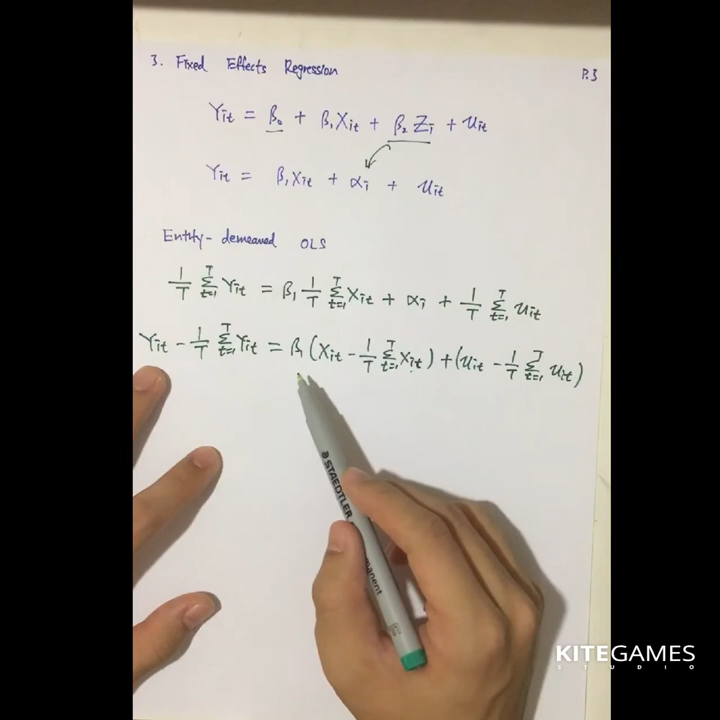 3. Fixed Effects Regression P.3
Yit = β₀ + β₁Xit + β₂Zi + uit
Yit = β₁Xit + αi + uit
Entity-demeaned OLS
1/T Σ_{t=1}^{T} Yit = β₁ 1/T Σ_{t=1}^{T} Xit + αi + 1/T Σ_{t=1}^{T} uit
Yit - 1/T Σ_{t=1}^{T} Yit = β₁(Xit - 1/T Σ_{t=1}^{T} Xit) + (uit - 1/T Σ_{t=1}^{T} uit)
STAEDTLER
KITEGAMES
STUDIO